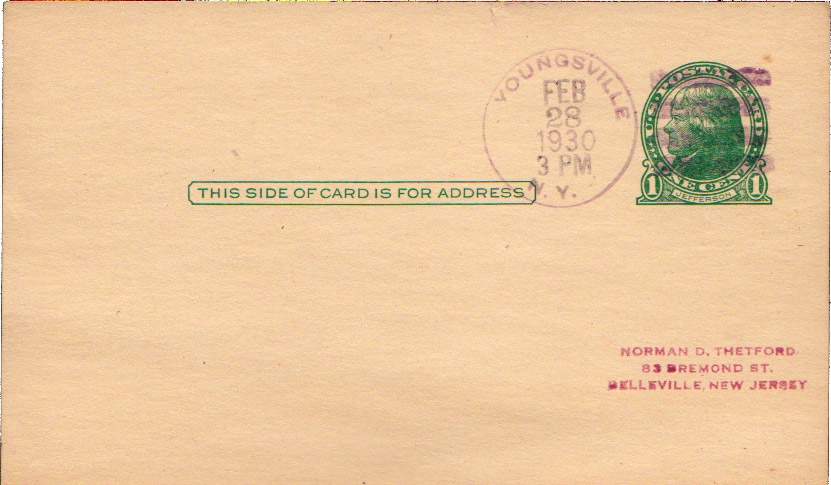 YOUNGSVILLE
FEB
28
1930
3 PM
N. Y.
U.S. POSTAL CARD
ONE CENT
1 1
JEFFERSON
THIS SIDE OF CARD IS FOR ADDRESS
NORMAN D. THETFORD
83 BREMOND ST.
BELLEVILLE, NEW JERSEY